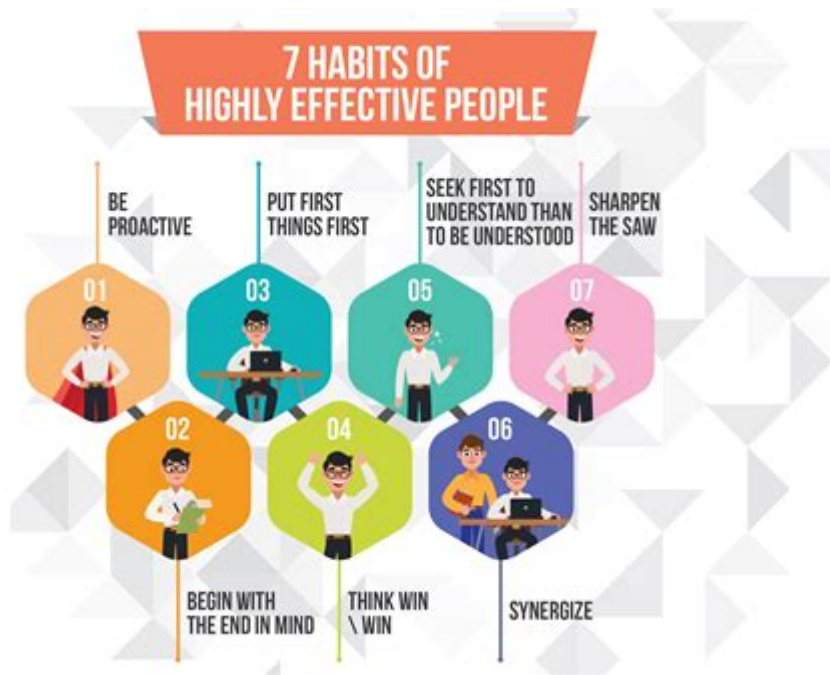 7 HABITS OF
HIGHLY EFFECTIVE PEOPLE
BE
PROACTIVE
01
02
BEGIN WITH
THE END IN MIND
PUT FIRST
THINGS FIRST
03
04
THINK WIN
\ WIN
SEEK FIRST TO
UNDERSTAND THAN
TO BE UNDERSTOOD
05
06
SYNERGIZE
SHARPEN
THE SAW
07